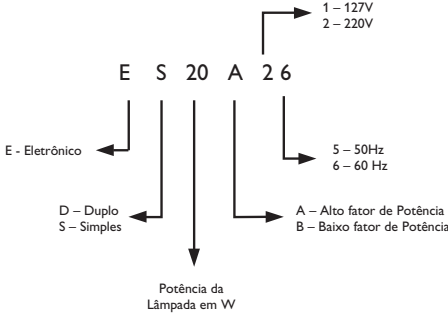 1 – 127V
2 – 220V
E S 20 A 2 6
E - Eletrônico
5 – 50Hz
6 – 60 Hz
D – Duplo
S – Simples
A – Alto fator de Potência
B – Baixo fator de Potência
Potência da
Lâmpada em W